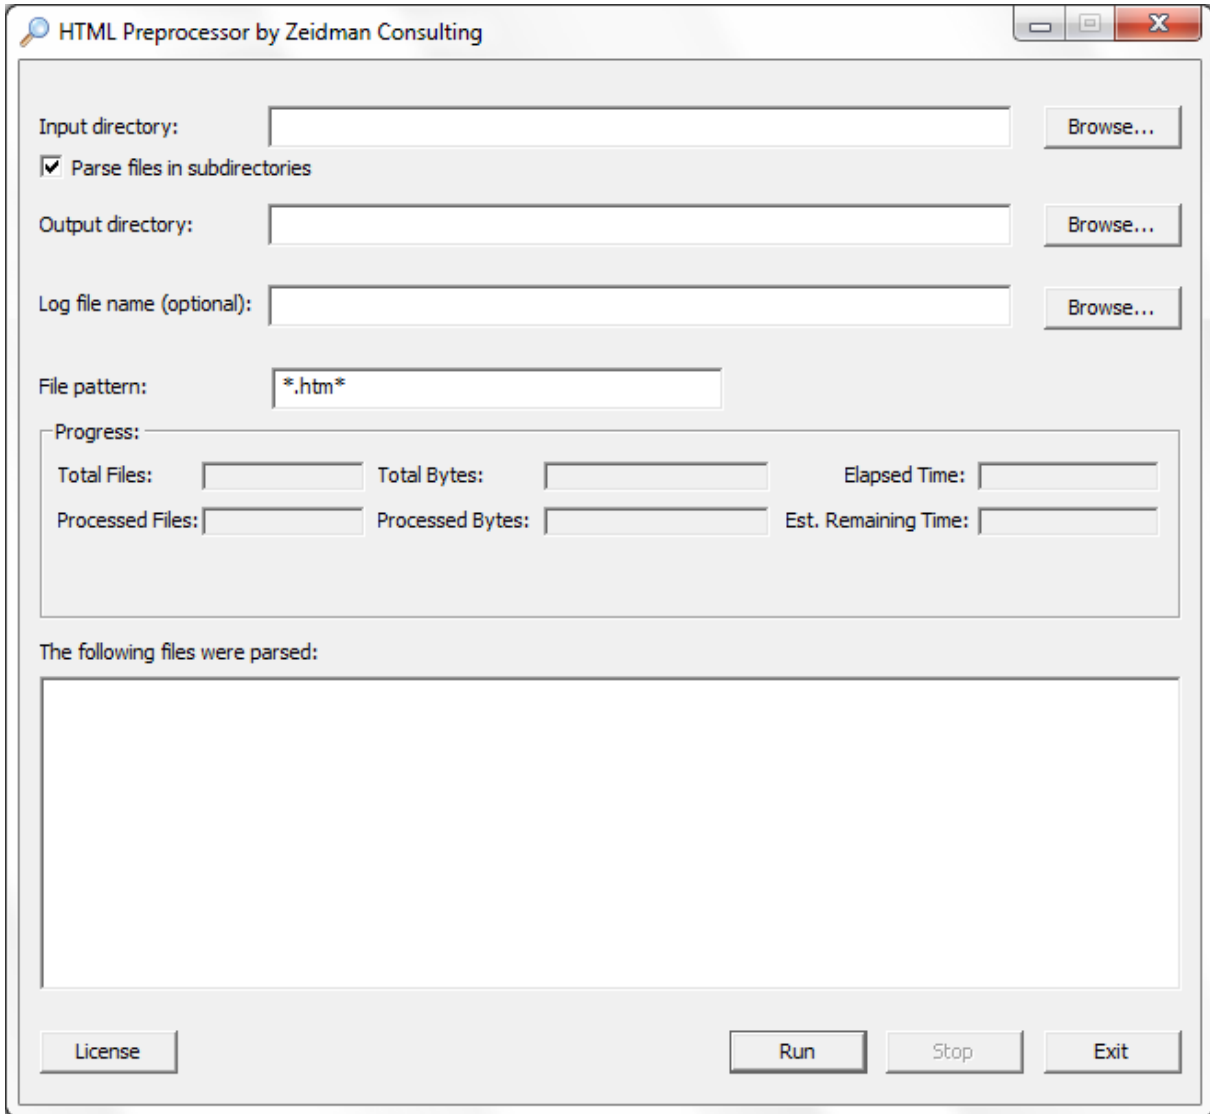 HTML Preprocessor by Zeidman Consulting
Input directory: Browse...
Parse files in subdirectories
Output directory: Browse...
Log file name (optional): Browse...
File pattern: *.htm*
Progress:
Total Files: Total Bytes: Elapsed Time:
Processed Files: Processed Bytes: Est. Remaining Time:
The following files were parsed:
License Run Stop Exit